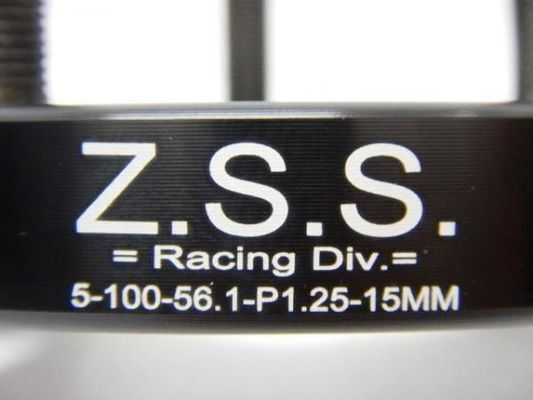 Z.S.S.
= Racing Div.=
5-100-56.1-P1.25-15MM